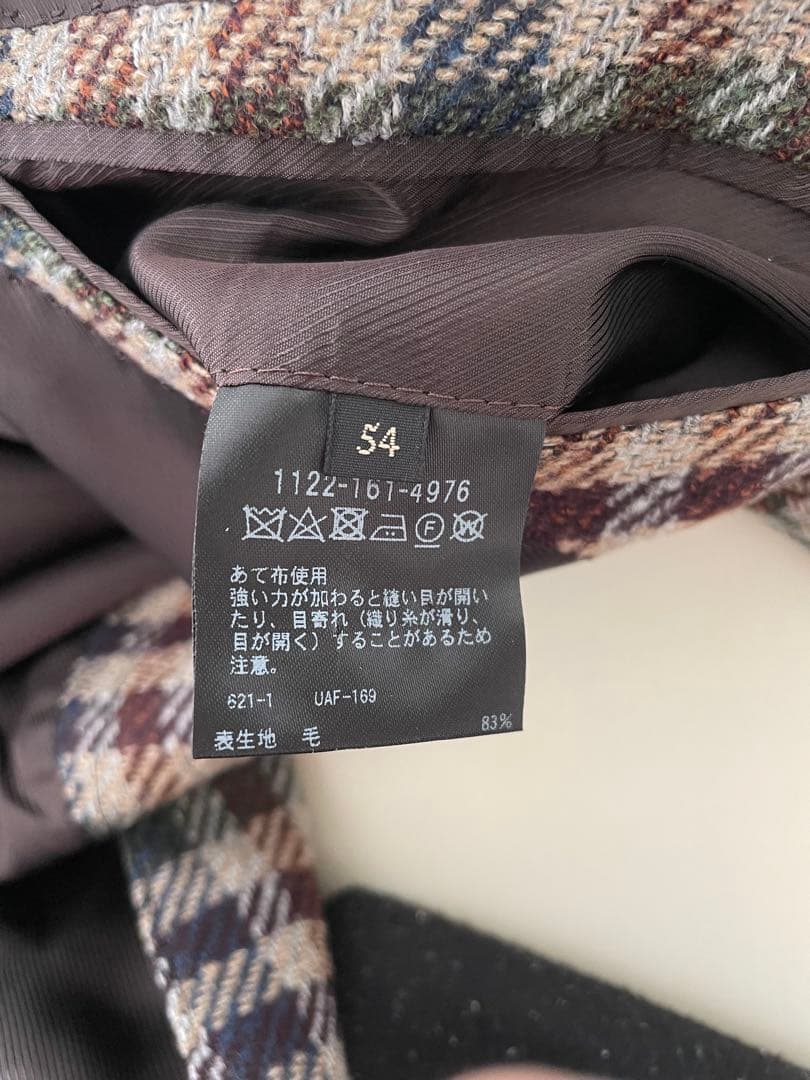 54
1122-161-4976
F
W
あて布使用
強い力が加わると縫い目が開い
たり、目寄れ（織り糸が滑り、
目が開く）することがあるため
注意。
621-1 UAF-169
表生地 毛 83%